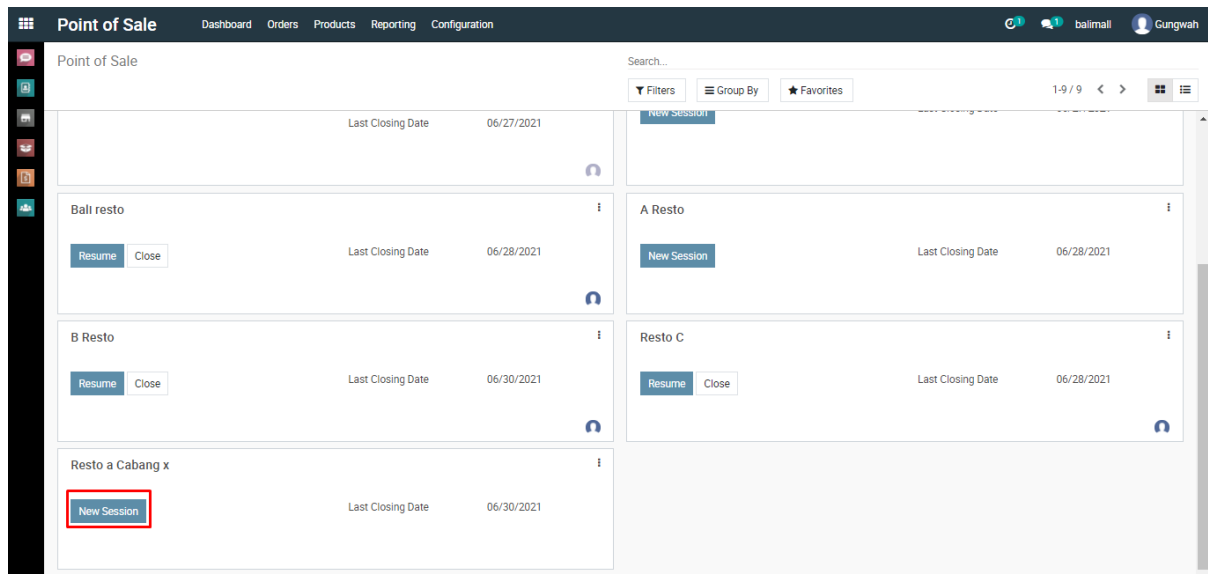 Point of Sale Dashboard Orders Products Reporting Configuration 1 1 balimall Gungwah
Point of Sale Search...
Filters Group By Favorites 1-9 / 9
Last Closing Date 06/27/2021 New Session
Bali resto A Resto
Resume Close Last Closing Date 06/28/2021 New Session Last Closing Date 06/28/2021
B Resto Resto C
Resume Close Last Closing Date 06/30/2021 Resume Close Last Closing Date 06/28/2021
Resto a Cabang x
New Session Last Closing Date 06/30/2021